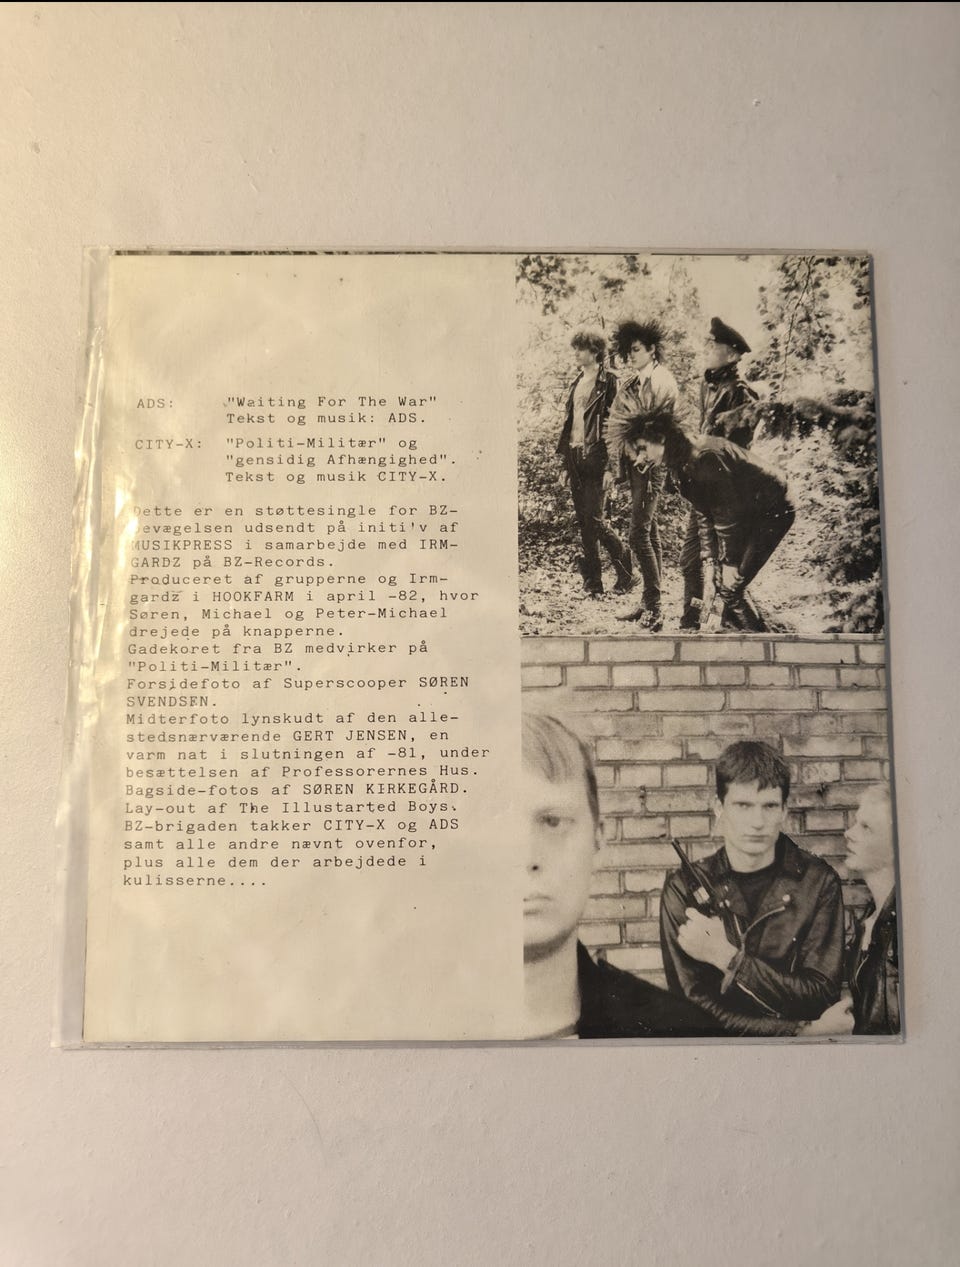 ADS: "Waiting For The War"
Tekst og musik: ADS.
CITY-X: "Politi-Militær" og
"gensidig Afhængighed".
Tekst og musik CITY-X.
Dette er en støttesingle for BZ-
bevægelsen udsendt på initi'v af
MUSIKPRESS i samarbejde med IRM-
GARDZ på BZ-Records.
Produceret af grupperne og Irm-
gardz i HOOKFARM i april -82, hvor
Søren, Michael og Peter-Michael
drejede på knapperne.
Gadekoret fra BZ medvirker på
"Politi-Militær".
Forsidefoto af Superscooper SØREN
SVENDSEN.
Midterfoto lynskudt af den alle-
stedsnærværende GERT JENSEN, en
varm nat i slutningen af -81, under
besættelsen af Professorernes Hus.
Bagside-fotos af SØREN KIRKEGÅRD.
Lay-out af The Illustarted Boys.
BZ-brigaden takker CITY-X og ADS
samt alle andre nævnt ovenfor,
plus alle dem der arbejdede i
kulisserne....